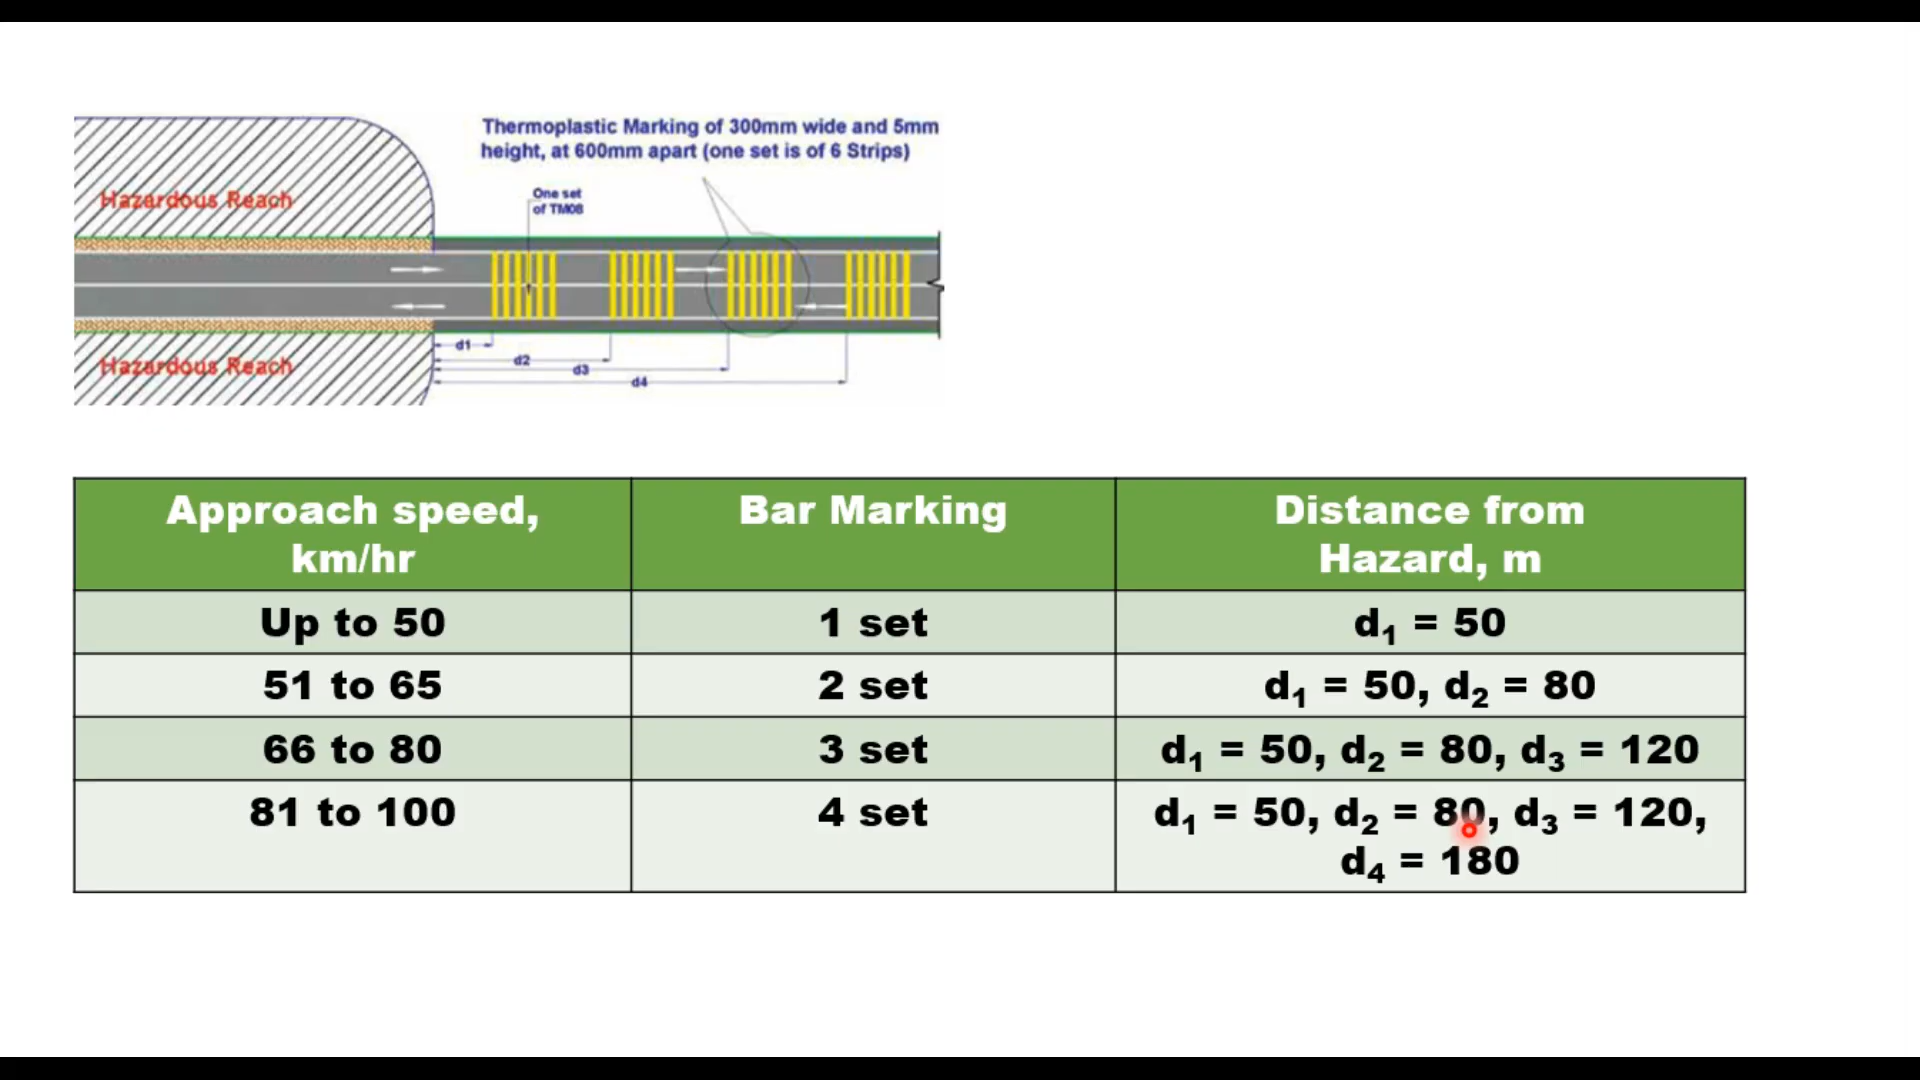 Thermoplastic Marking of 300mm wide and 5mm
height, at 600mm apart (one set is of 6 Strips)
Hazardous Reach
One set
of TM08
Hazardous Reach
d1
d2
d3
d4
Approach speed,
km/hr
Bar Marking
Distance from
Hazard, m
Up to 50
1 set
d₁ = 50
51 to 65
2 set
d₁ = 50, d₂ = 80
66 to 80
3 set
d₁ = 50, d₂ = 80, d₃ = 120
81 to 100
4 set
d₁ = 50, d₂ = 80, d₃ = 120,
d₄ = 180